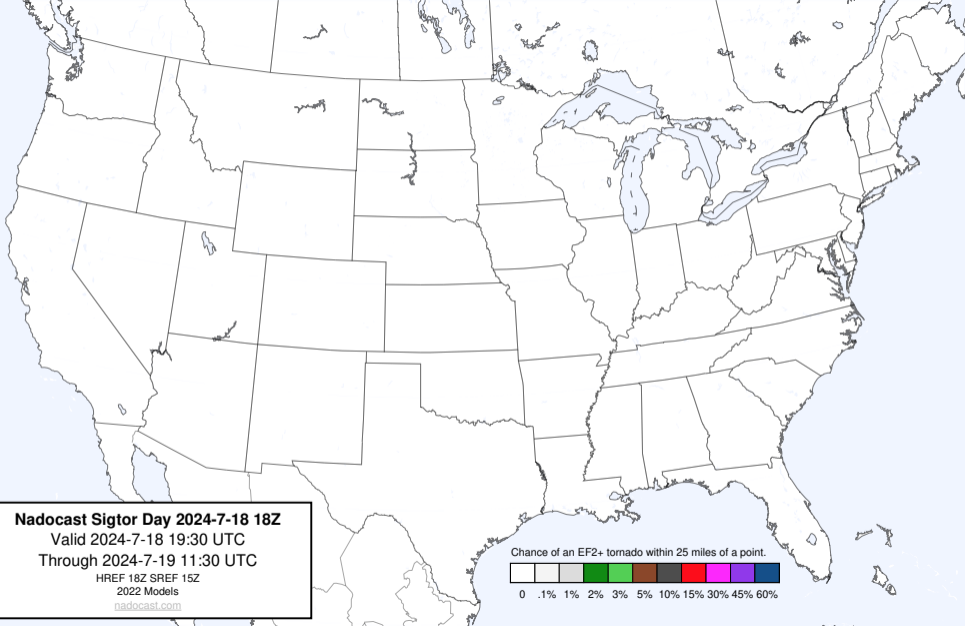 Nadocast Sigtor Day 2024-7-18 18Z
Valid 2024-7-18 19:30 UTC
Through 2024-7-19 11:30 UTC
HREF 18Z SREF 15Z
2022 Models
nadocast.com
Chance of an EF2+ tornado within 25 miles of a point.
0 .1% 1% 2% 3% 5% 10% 15% 30% 45% 60%